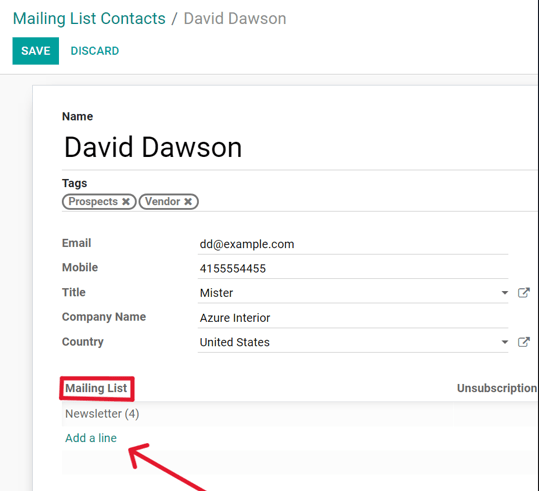 Mailing List Contacts / David Dawson
SAVE DISCARD
Name
David Dawson
Tags
Prospects ✖ Vendor ✖
Email dd@example.com
Mobile 4155554455
Title Mister
Company Name Azure Interior
Country United States
Mailing List Unsubscription
Newsletter (4)
Add a line